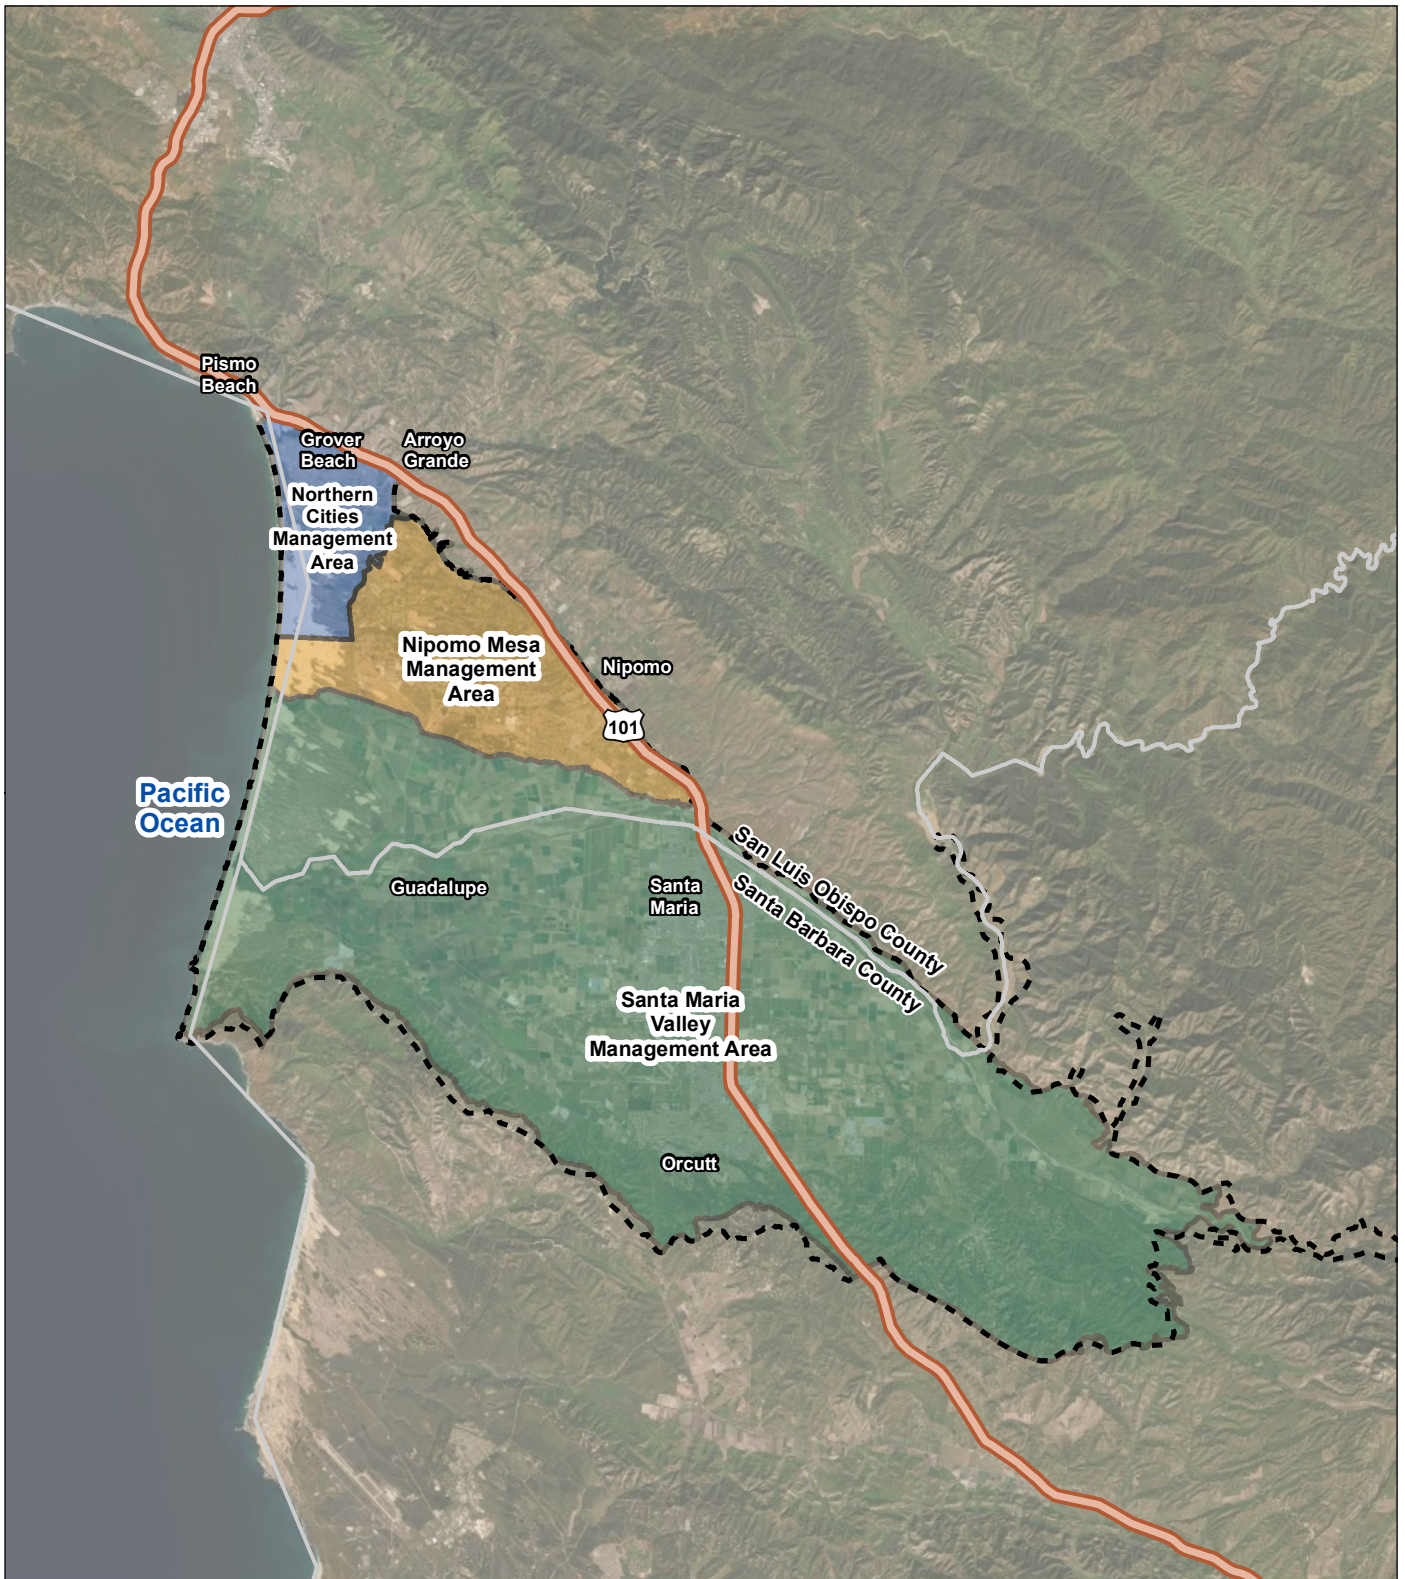 Pismo
Beach
Grover
Beach
Arroyo
Grande
Northern
Cities
Management
Area
Nipomo Mesa
Management
Area
Nipomo
101
Pacific
Ocean
San Luis Obispo County
Santa Barbara County
Guadalupe
Santa
Maria
Santa Maria
Valley
Management Area
Orcutt